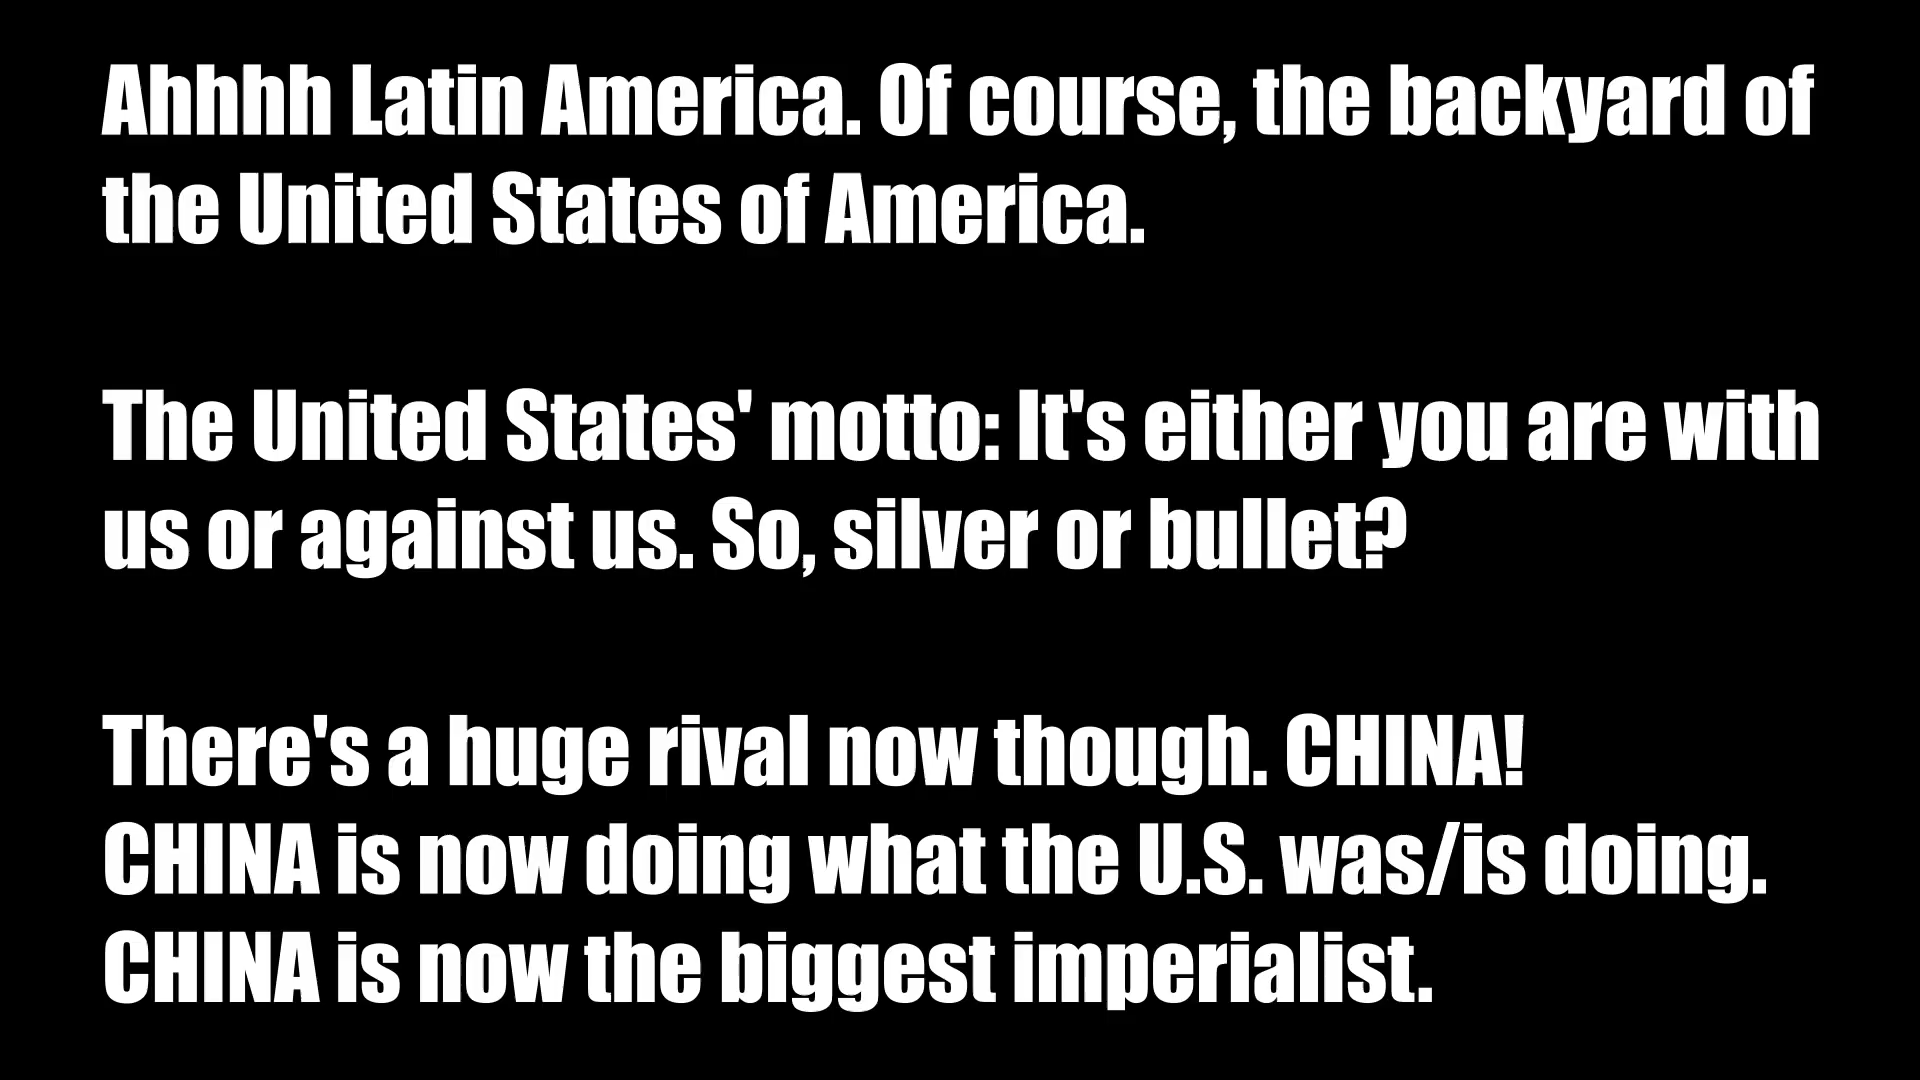 Ahhhh Latin America. Of course, the backyard of
the United States of America.
The United States' motto: It's either you are with
us or against us. So, silver or bullet?
There's a huge rival now though. CHINA!
CHINA is now doing what the U.S. was/is doing.
CHINA is now the biggest imperialist.